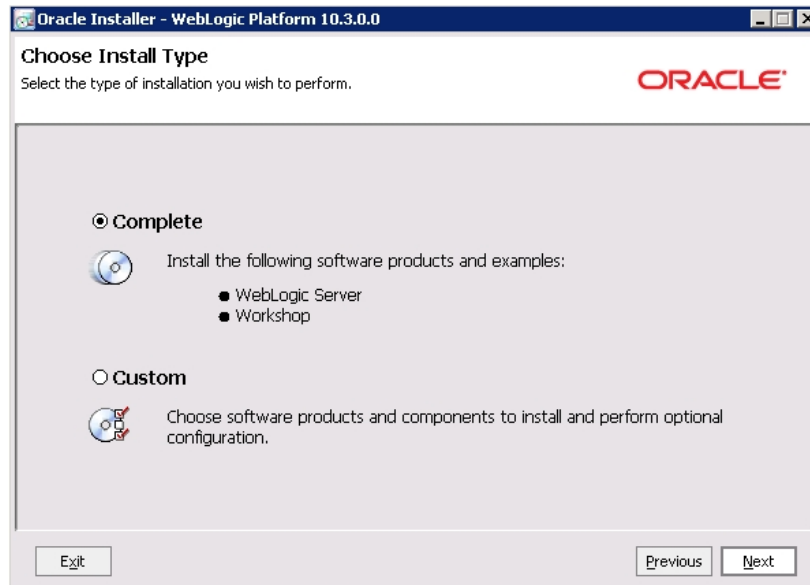 Oracle Installer - WebLogic Platform 10.3.0.0
Choose Install Type
Select the type of installation you wish to perform.
ORACLE
Complete
Install the following software products and examples:
WebLogic Server
Workshop
Custom
Choose software products and components to install and perform optional
configuration.
Exit
Previous
Next